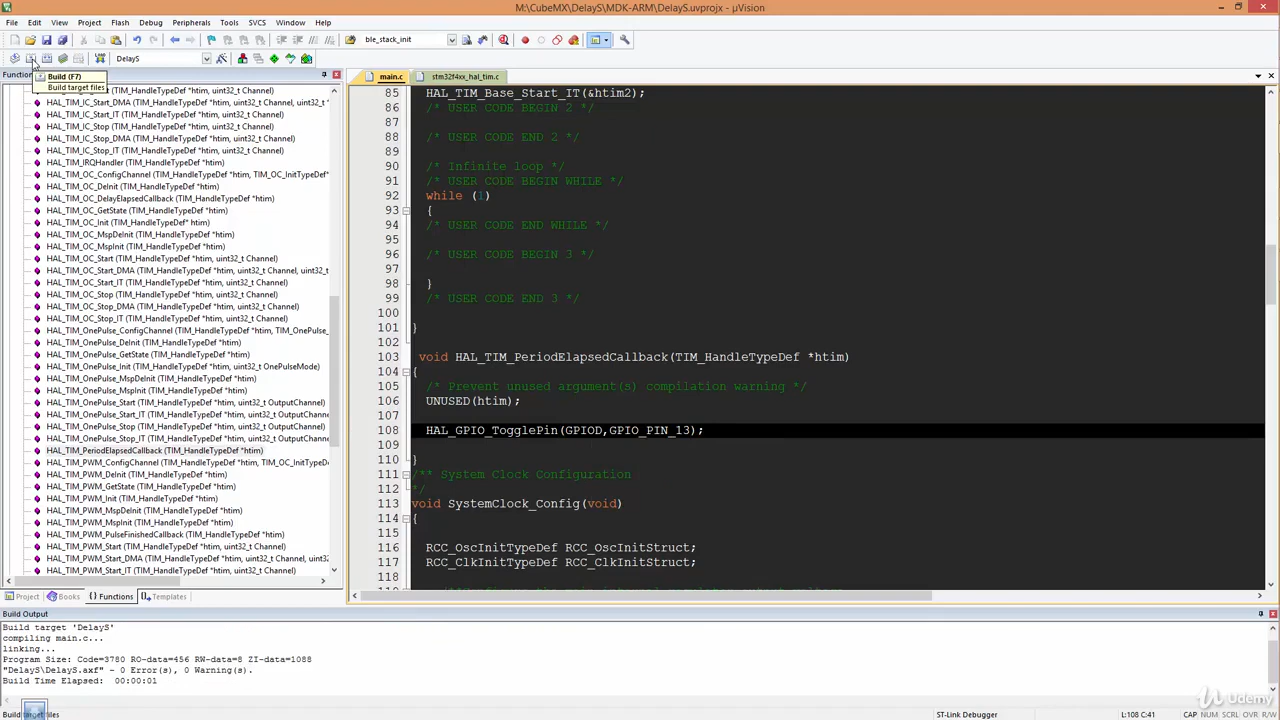 M:\CubeMX\DelayS\MDK-ARM\DelayS.uvprojx - µVision
File Edit View Project Flash Debug Peripherals Tools SVCS Window Help
ble_stack_init
DelayS
Build (F7)
Build target files
Functio
main.c
stm32f4xx_hal_tim.c
(TIM_HandleTypeDef *htim, uint32_t Channel)
HAL_TIM_IC_Start_DMA (TIM_HandleTypeDef *htim, uint32_t Channel, uint32_t *
HAL_TIM_IC_Start_IT (TIM_HandleTypeDef *htim, uint32_t Channel)
HAL_TIM_IC_Stop (TIM_HandleTypeDef *htim, uint32_t Channel)
HAL_TIM_IC_Stop_DMA (TIM_HandleTypeDef *htim, uint32_t Channel)
HAL_TIM_IC_Stop_IT (TIM_HandleTypeDef *htim, uint32_t Channel)
HAL_TIM_IRQHandler (TIM_HandleTypeDef *htim)
HAL_TIM_OC_ConfigChannel (TIM_HandleTypeDef *htim, TIM_OC_InitTypeDef*
HAL_TIM_OC_DeInit (TIM_HandleTypeDef *htim)
HAL_TIM_OC_DelayElapsedCallback (TIM_HandleTypeDef *htim)
HAL_TIM_OC_GetState (TIM_HandleTypeDef *htim)
HAL_TIM_OC_Init (TIM_HandleTypeDef *htim)
HAL_TIM_OC_MspDeInit (TIM_HandleTypeDef *htim)
HAL_TIM_OC_MspInit (TIM_HandleTypeDef *htim)
HAL_TIM_OC_Start (TIM_HandleTypeDef *htim, uint32_t Channel)
HAL_TIM_OC_Start_DMA (TIM_HandleTypeDef *htim, uint32_t Channel, uint32_t
HAL_TIM_OC_Start_IT (TIM_HandleTypeDef *htim, uint32_t Channel)
HAL_TIM_OC_Stop (TIM_HandleTypeDef *htim, uint32_t Channel)
HAL_TIM_OC_Stop_DMA (TIM_HandleTypeDef *htim, uint32_t Channel)
HAL_TIM_OC_Stop_IT (TIM_HandleTypeDef *htim, uint32_t Channel)
HAL_TIM_OnePulse_ConfigChannel (TIM_HandleTypeDef *htim, TIM_OnePulse_
HAL_TIM_OnePulse_DeInit (TIM_HandleTypeDef *htim)
HAL_TIM_OnePulse_GetState (TIM_HandleTypeDef *htim)
HAL_TIM_OnePulse_Init (TIM_HandleTypeDef *htim, uint32_t OnePulseMode)
HAL_TIM_OnePulse_MspDeInit (TIM_HandleTypeDef *htim)
HAL_TIM_OnePulse_MspInit (TIM_HandleTypeDef *htim)
HAL_TIM_OnePulse_Start (TIM_HandleTypeDef *htim, uint32_t OutputChannel)
HAL_TIM_OnePulse_Start_IT (TIM_HandleTypeDef *htim, uint32_t OutputChanne
HAL_TIM_OnePulse_Stop (TIM_HandleTypeDef *htim, uint32_t OutputChannel)
HAL_TIM_OnePulse_Stop_IT (TIM_HandleTypeDef *htim, uint32_t OutputChanne
HAL_TIM_PeriodElapsedCallback (TIM_HandleTypeDef *htim)
HAL_TIM_PWM_ConfigChannel (TIM_HandleTypeDef *htim, TIM_OC_InitTypeD
HAL_TIM_PWM_DeInit (TIM_HandleTypeDef *htim)
HAL_TIM_PWM_GetState (TIM_HandleTypeDef *htim)
HAL_TIM_PWM_Init (TIM_HandleTypeDef *htim)
HAL_TIM_PWM_MspDeInit (TIM_HandleTypeDef *htim)
HAL_TIM_PWM_MspInit (TIM_HandleTypeDef *htim)
HAL_TIM_PWM_PulseFinishedCallback (TIM_HandleTypeDef *htim)
HAL_TIM_PWM_Start (TIM_HandleTypeDef *htim, uint32_t Channel)
HAL_TIM_PWM_Start_DMA (TIM_HandleTypeDef *htim, uint32_t Channel, uint32
HAL_TIM_PWM_Start_IT (TIM_HandleTypeDef *htim, uint32_t Channel)
Project Books Functions Templates
85 HAL_TIM_Base_Start_IT(&htim2);
86 /* USER CODE BEGIN 2 */
87
88 /* USER CODE END 2 */
89
90 /* Infinite loop */
91 /* USER CODE BEGIN WHILE */
92 while (1)
93 {
94 /* USER CODE END WHILE */
95
96 /* USER CODE BEGIN 3 */
97
98 }
99 /* USER CODE END 3 */
100
101 }
102
103 void HAL_TIM_PeriodElapsedCallback(TIM_HandleTypeDef *htim)
104 {
105 /* Prevent unused argument(s) compilation warning */
106 UNUSED(htim);
107
108 HAL_GPIO_TogglePin(GPIOD,GPIO_PIN_13);
109
110 }
111 /** System Clock Configuration
112 */
113 void SystemClock_Config(void)
114 {
115
116 RCC_OscInitTypeDef RCC_OscInitStruct;
117 RCC_ClkInitTypeDef RCC_ClkInitStruct;
118
Build Output
Build target 'DelayS'
compiling main.c...
linking...
Program Size: Code=3780 RO-data=456 RW-data=8 ZI-data=1088
"DelayS\DelayS.axf" - 0 Error(s), 0 Warning(s).
Build Time Elapsed: 00:00:01
Udemy
Build target files
ST-Link Debugger
L:108 C:41
CAP NUM SCRL OVR R/W